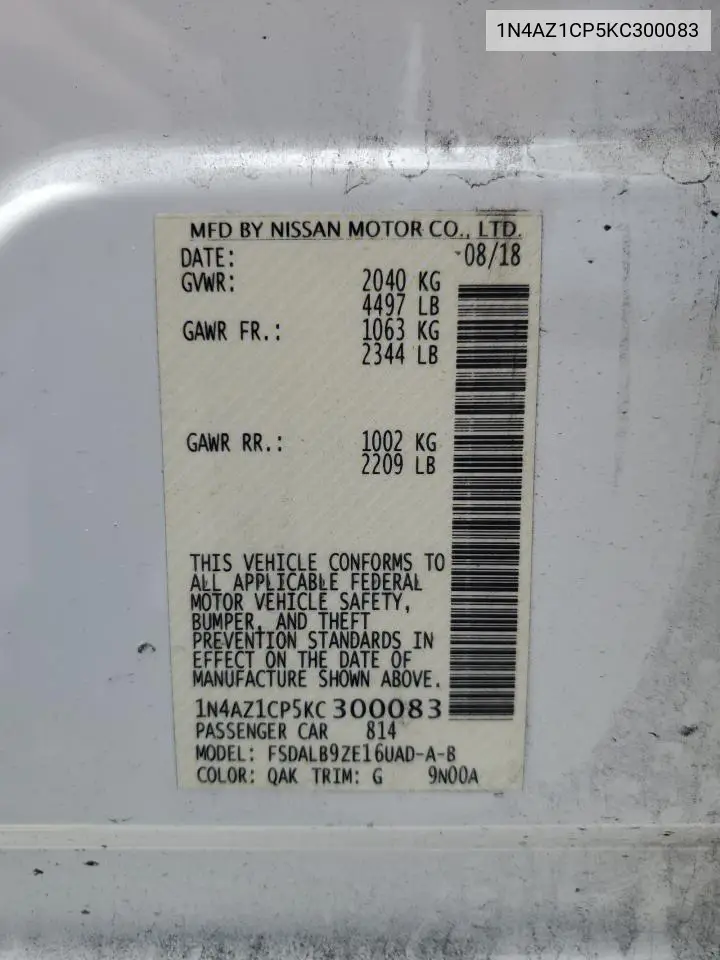 1N4AZ1CP5KC300083
MFD BY NISSAN MOTOR CO., LTD.
DATE: 08/18
GVWR: 2040 KG
4497 LB
GAWR FR.: 1063 KG
2344 LB
GAWR RR.: 1002 KG
2209 LB
THIS VEHICLE CONFORMS TO
ALL APPLICABLE FEDERAL
MOTOR VEHICLE SAFETY,
BUMPER, AND THEFT
PREVENTION STANDARDS IN
EFFECT ON THE DATE OF
MANUFACTURE SHOWN ABOVE.
1N4AZ1CP5KC 300083
PASSENGER CAR 814
MODEL: FSDALB9ZE16UAD-A-B
COLOR: QAK TRIM: G 9N00A